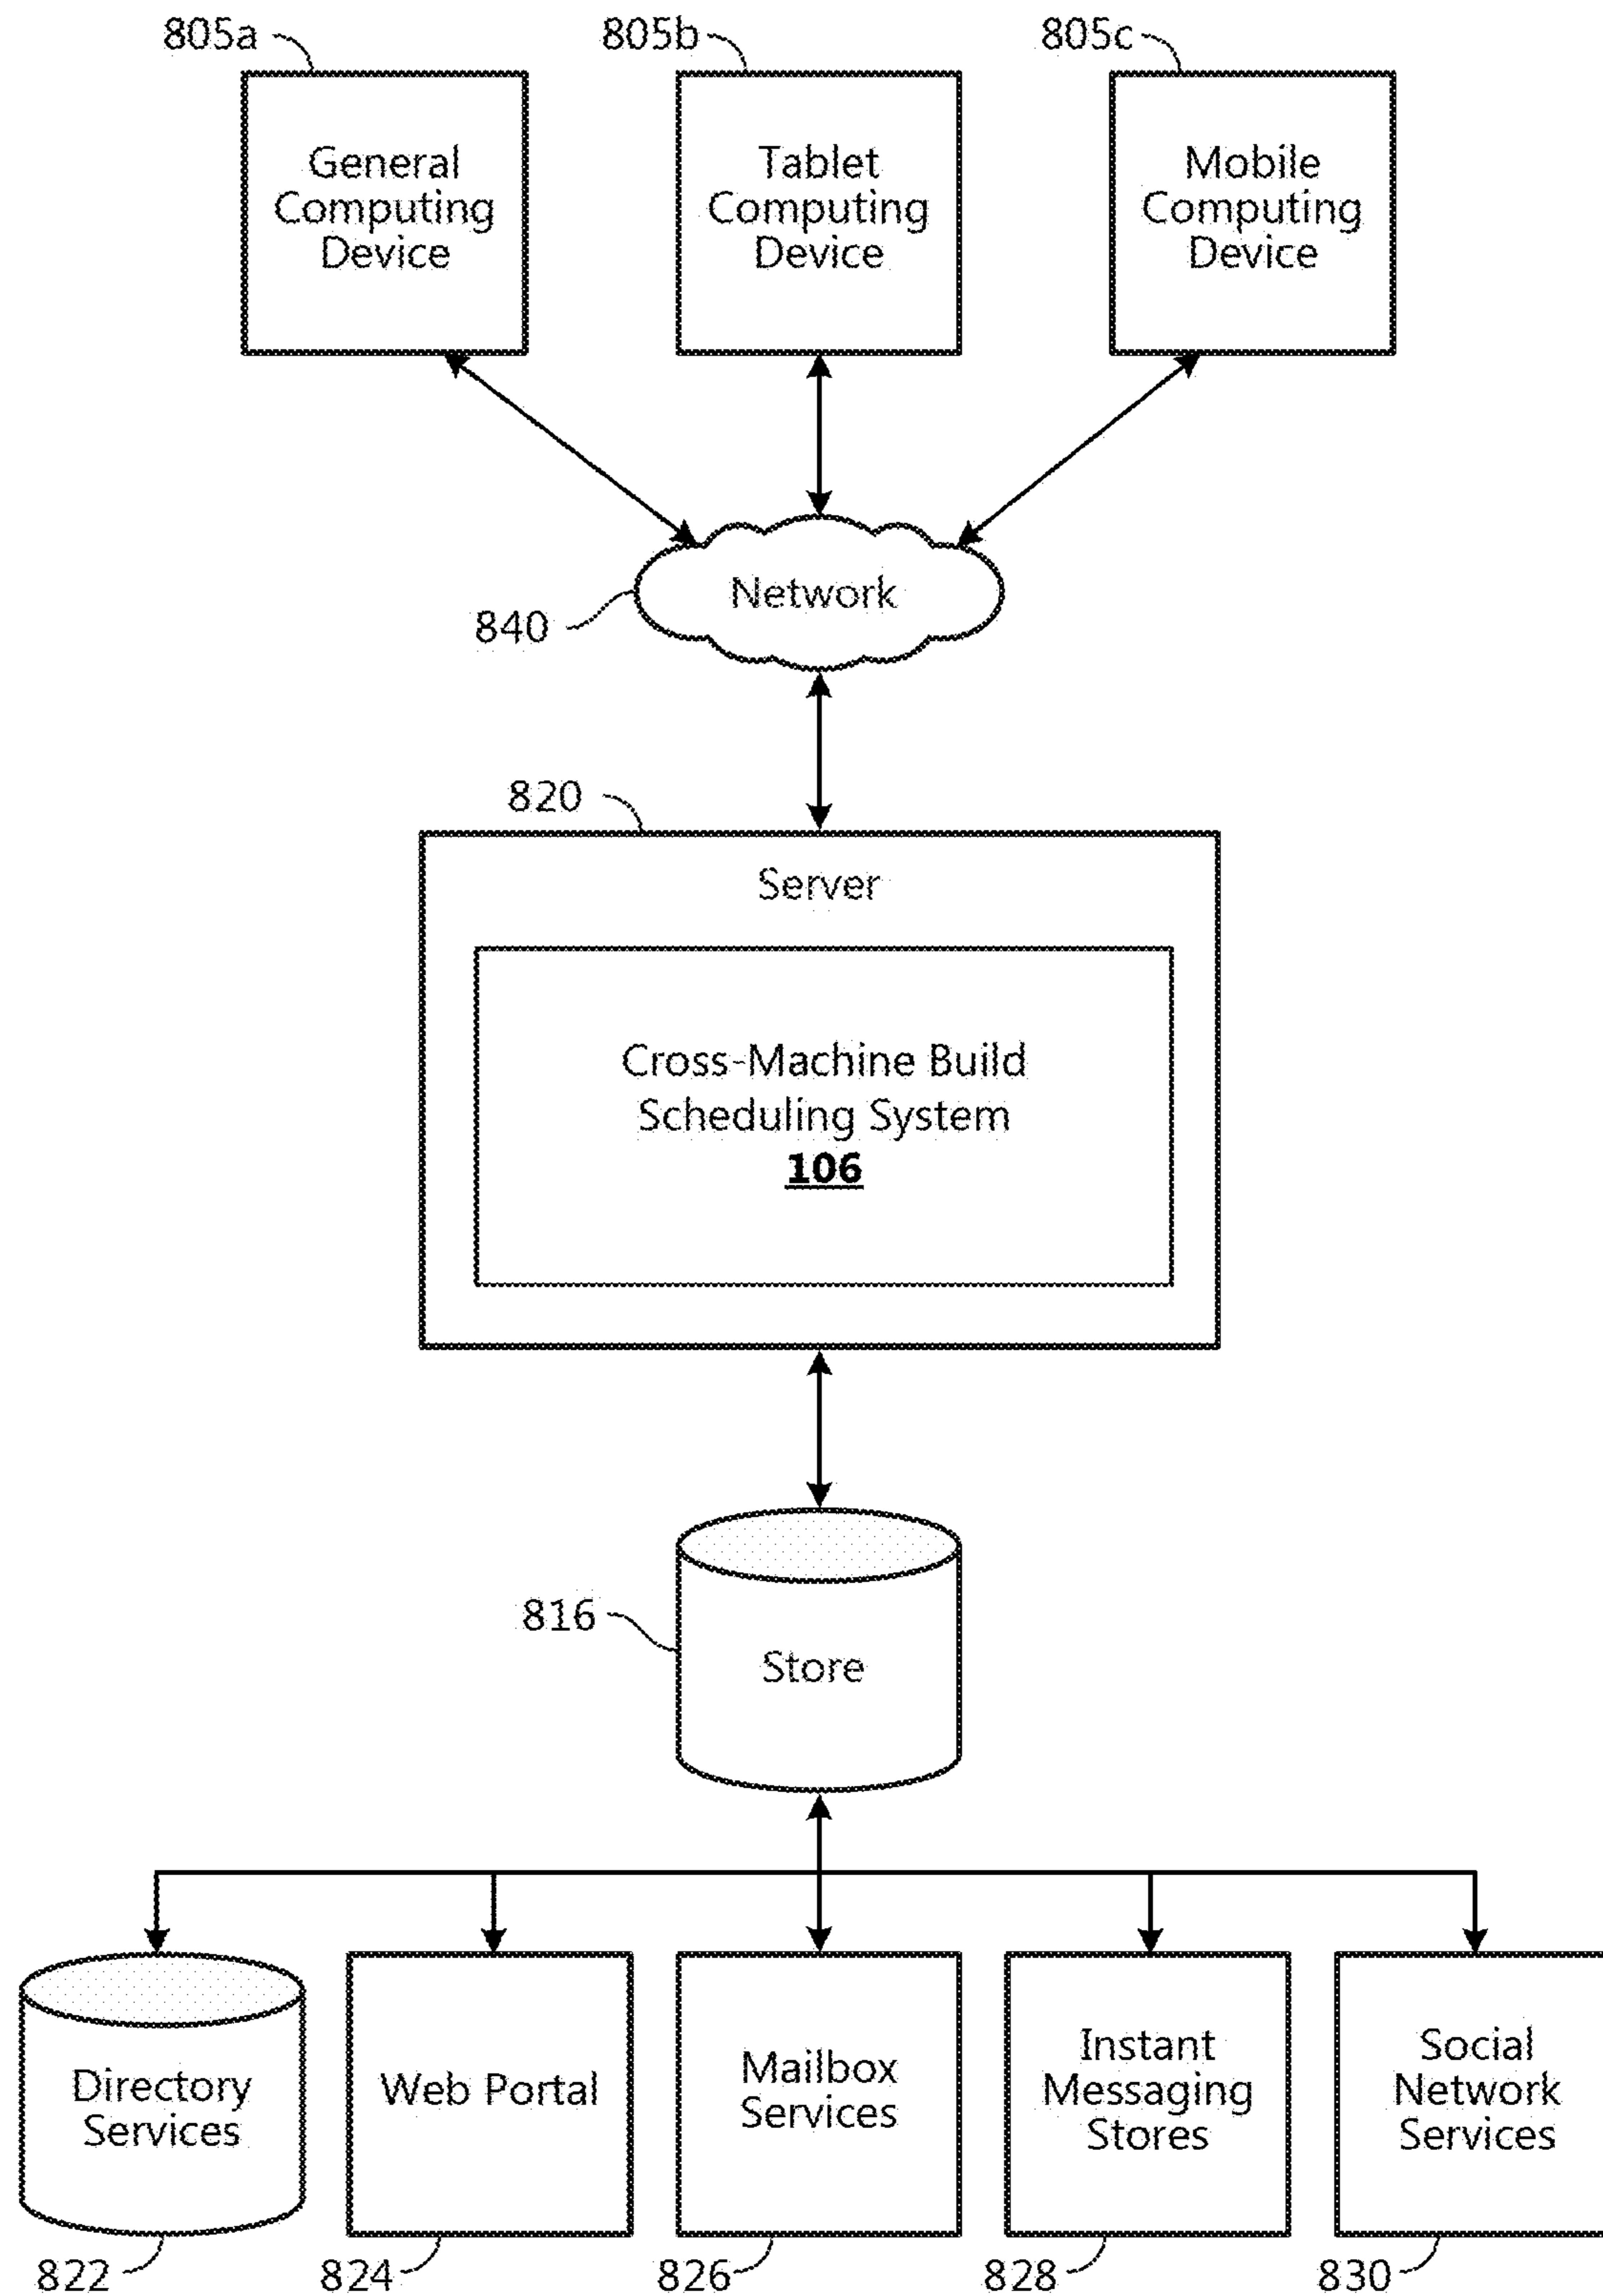 805a
805b
805c
General
Computing
Device
Tablet
Computing
Device
Mobile
Computing
Device
Network
840
820
Server
Cross-Machine Build
Scheduling System
106
816
Store
Directory
Services
Web Portal
Mailbox
Services
Instant
Messaging
Stores
Social
Network
Services
822
824
826
828
830